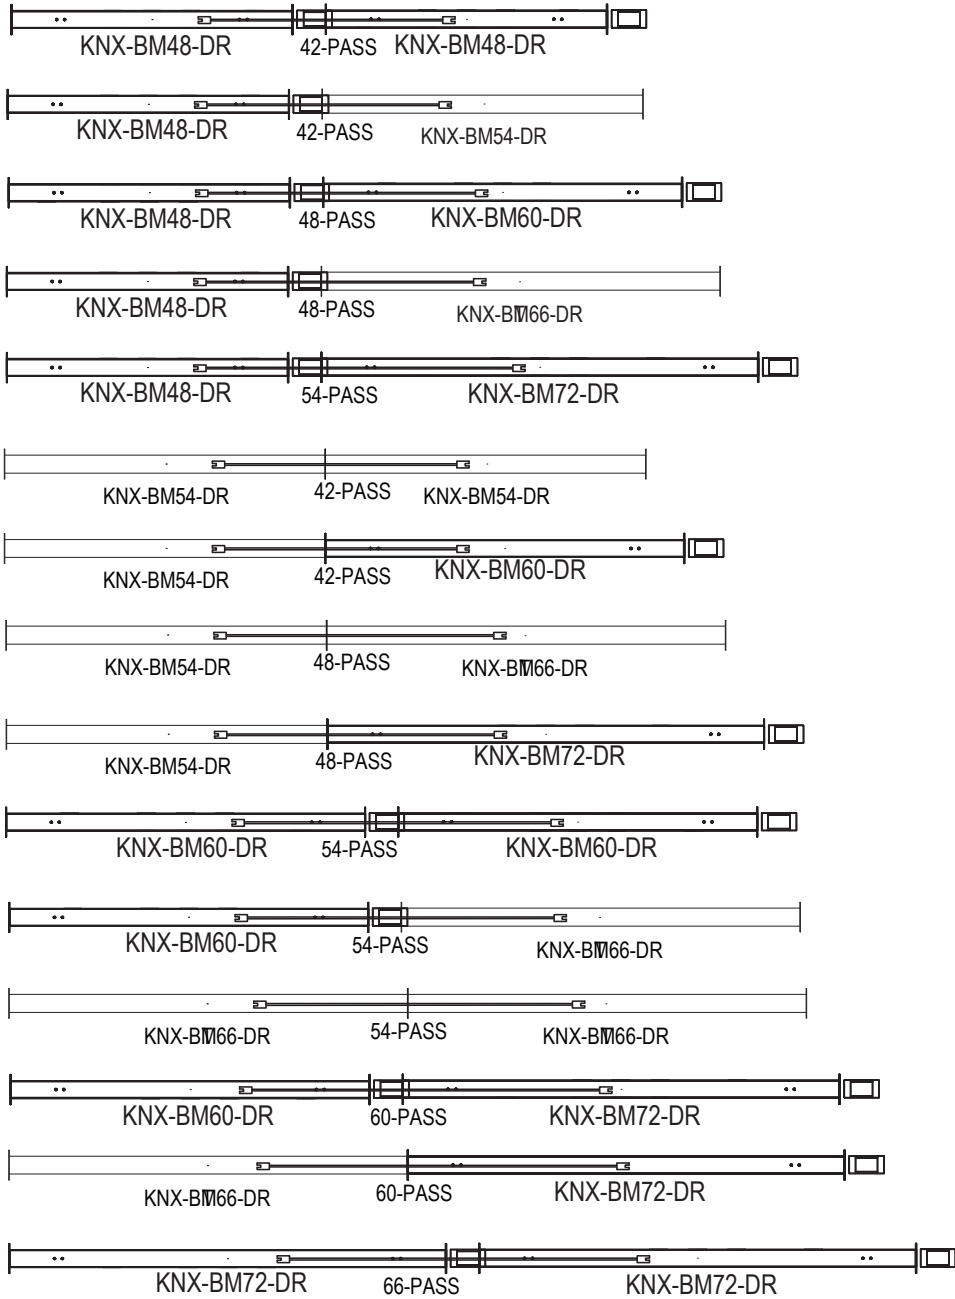 KNX-BM48-DR 42-PASS KNX-BM48-DR
KNX-BM48-DR 42-PASS KNX-BM54-DR
KNX-BM48-DR 48-PASS KNX-BM60-DR
KNX-BM48-DR 48-PASS KNX-BM66-DR
KNX-BM48-DR 54-PASS KNX-BM72-DR
KNX-BM54-DR 42-PASS KNX-BM54-DR
KNX-BM54-DR 42-PASS KNX-BM60-DR
KNX-BM54-DR 48-PASS KNX-BM66-DR
KNX-BM54-DR 48-PASS KNX-BM72-DR
KNX-BM60-DR 54-PASS KNX-BM60-DR
KNX-BM60-DR 54-PASS KNX-BM66-DR
KNX-BM66-DR 54-PASS KNX-BM66-DR
KNX-BM60-DR 60-PASS KNX-BM72-DR
KNX-BM66-DR 60-PASS KNX-BM72-DR
KNX-BM72-DR 66-PASS KNX-BM72-DR